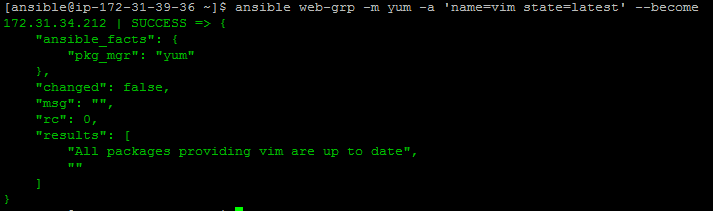 [ansible@ip-172-31-39-36 ~]$ ansible web-grp -m yum -a 'name=vim state=latest' --become
172.31.34.212 | SUCCESS => {
    "ansible_facts": {
        "pkg_mgr": "yum"
    },
    "changed": false,
    "msg": "",
    "rc": 0,
    "results": [
        "All packages providing vim are up to date",
        ""
    ]
}